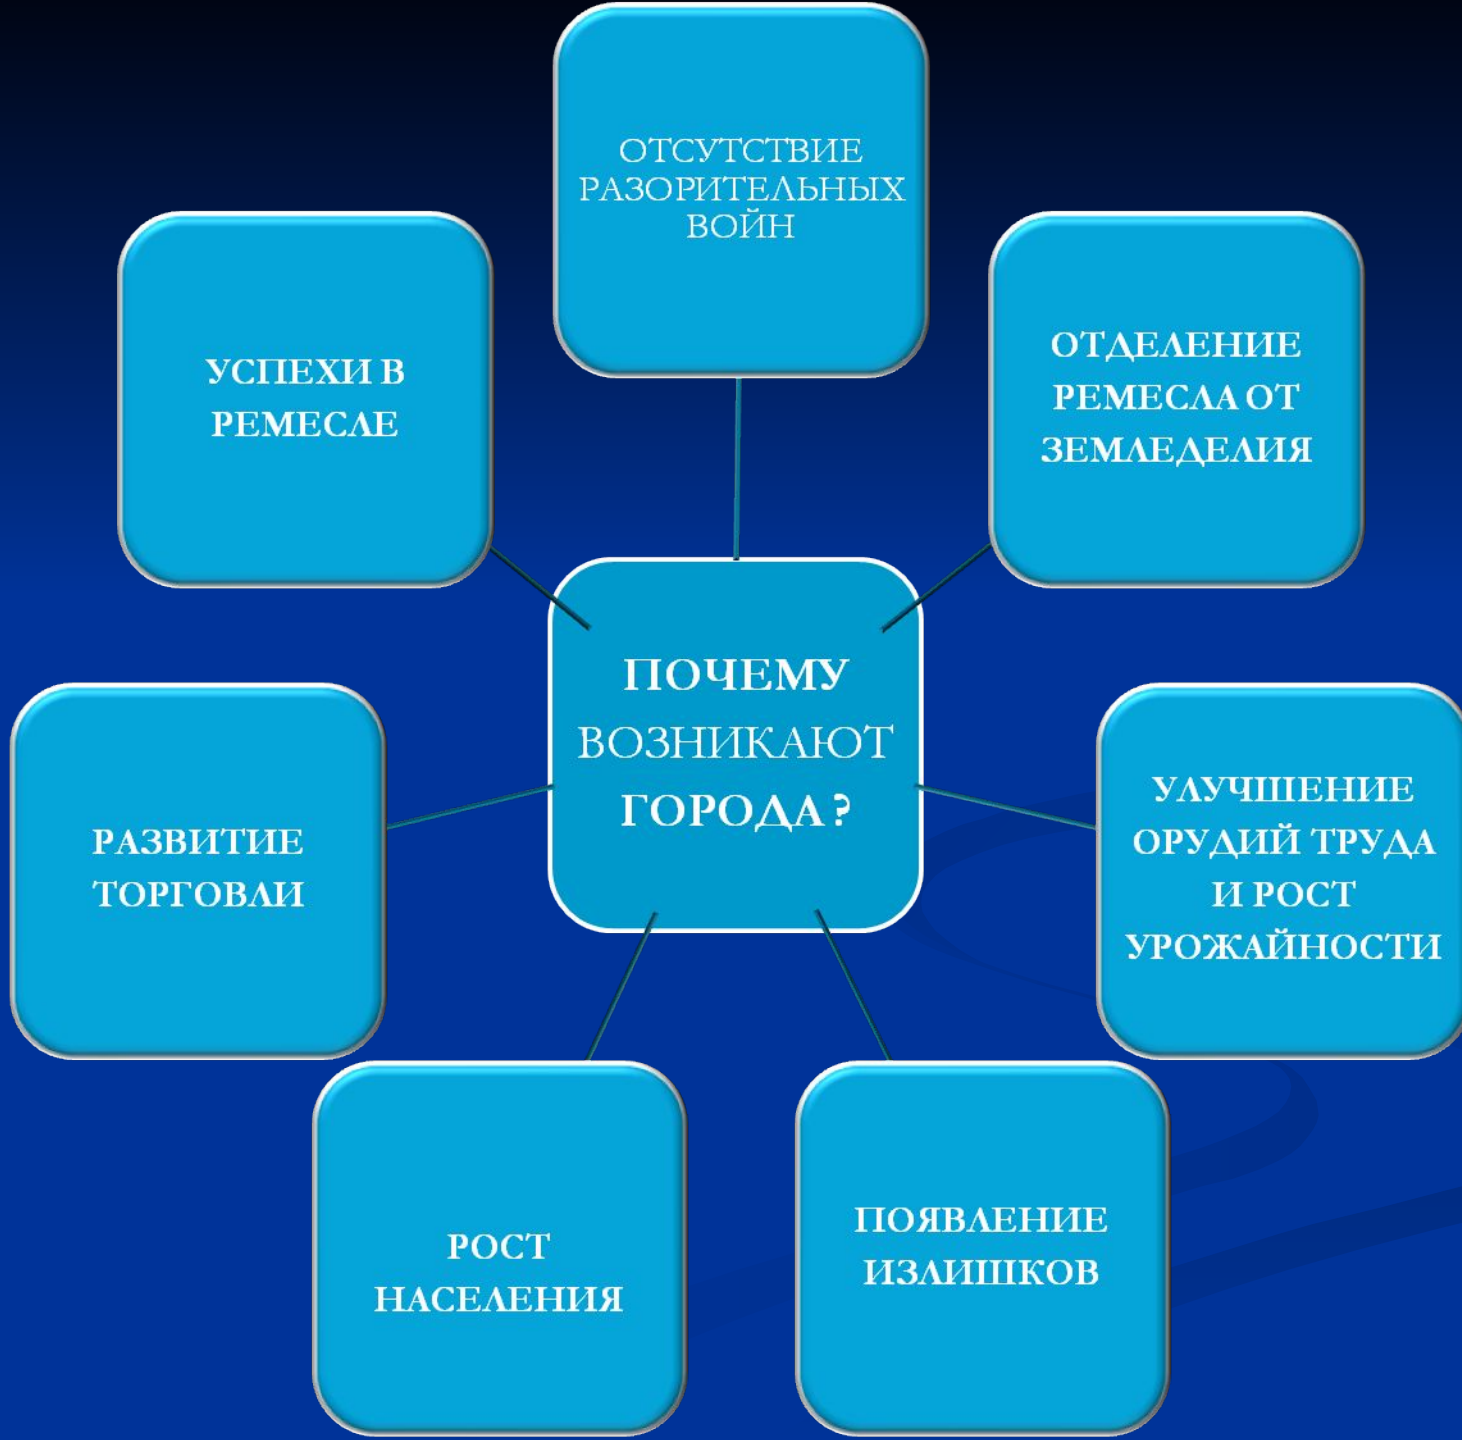 ОТСУТСТВИЕ
РАЗОРИТЕЛЬНЫХ
ВОЙН
УСПЕХИ В
РЕМЕСЛЕ
ОТДЕЛЕНИЕ
РЕМЕСЛА ОТ
ЗЕМЛЕДЕЛИЯ
ПОЧЕМУ
ВОЗНИКАЮТ
ГОРОДА ?
РАЗВИТИЕ
ТОРГОВЛИ
УЛУЧШЕНИЕ
ОРУДИЙ ТРУДА
И РОСТ
УРОЖАЙНОСТИ
РОСТ
НАСЕЛЕНИЯ
ПОЯВЛЕНИЕ
ИЗЛИШКОВ